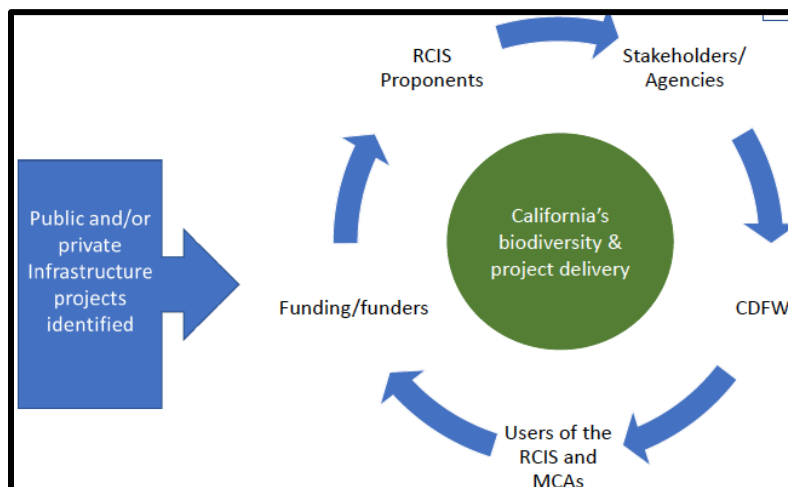 RCIS
Proponents
Stakeholders/
Agencies
Public and/or
private
Infrastructure
projects
identified
California's
biodiversity &
project delivery
Funding/funders
CDFW
Users of the
RCIS and
MCAs